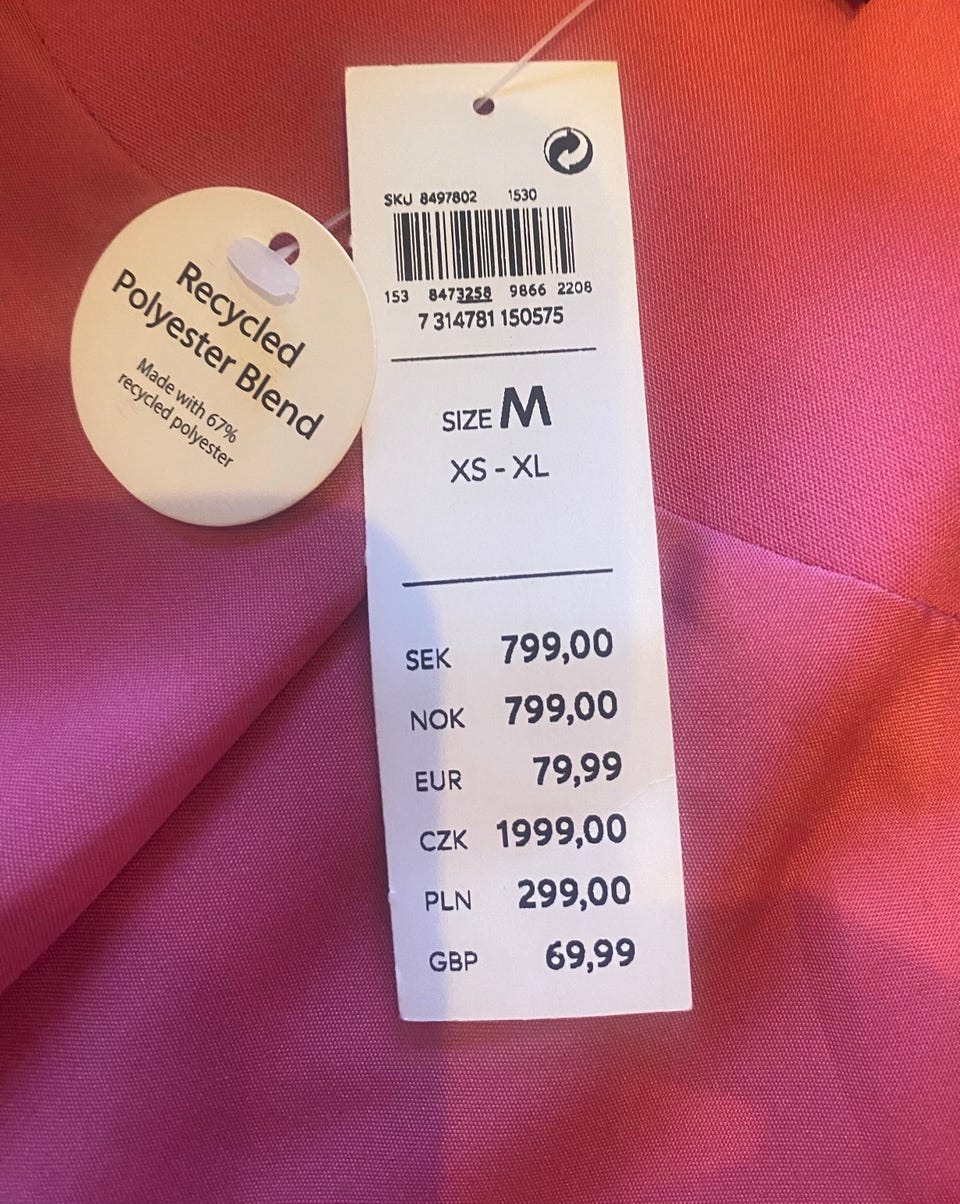 Recycled
Polyester Blend
Made with 67%
recycled polyester
SKU 8497802 1530
153 8473258 9866 2208
7 314781 150575
SIZE M
XS - XL
SEK 799,00
NOK 799,00
EUR 79,99
CZK 1999,00
PLN 299,00
GBP 69,99